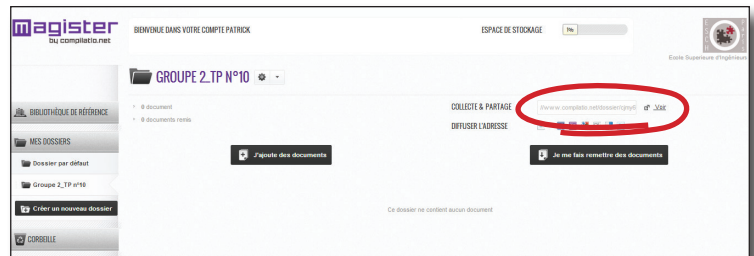 magister
by compilatio.net
BIENVENUE DANS VOTRE COMPTE PATRICK
ESPACE DE STOCKAGE
1%
Ecole Superieure d'Ingénieurs
GROUPE 2_TP N°10
BIBLIOTHÈQUE DE RÉFÉRENCE
0 document
0 documents remis
COLLECTE & PARTAGE
Voir
DIFFUSER L'ADRESSE
MES DOSSIERS
Dossier par défaut
Groupe 2_TP n°10
Créer un nouveau dossier
CORBEILLE
J'ajoute des documents
Je me fais remettre des documents
Ce dossier ne contient aucun document